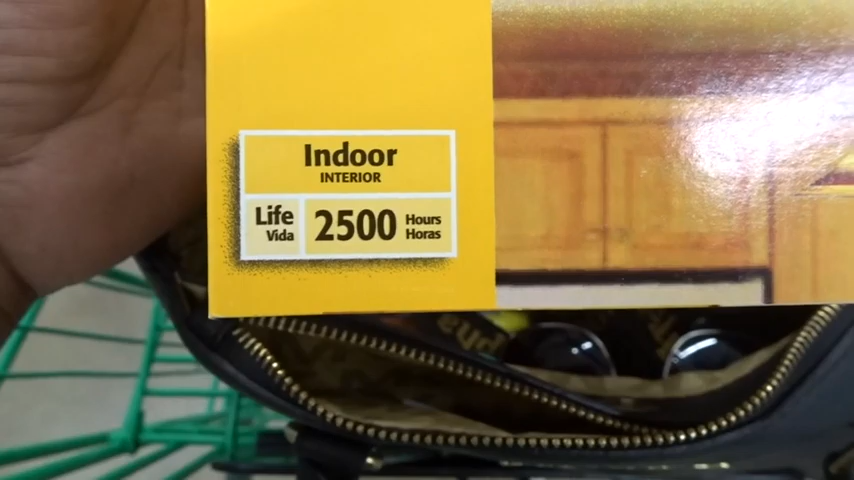 Indoor
INTERIOR
Life
Vida
2500
Hours
Horas